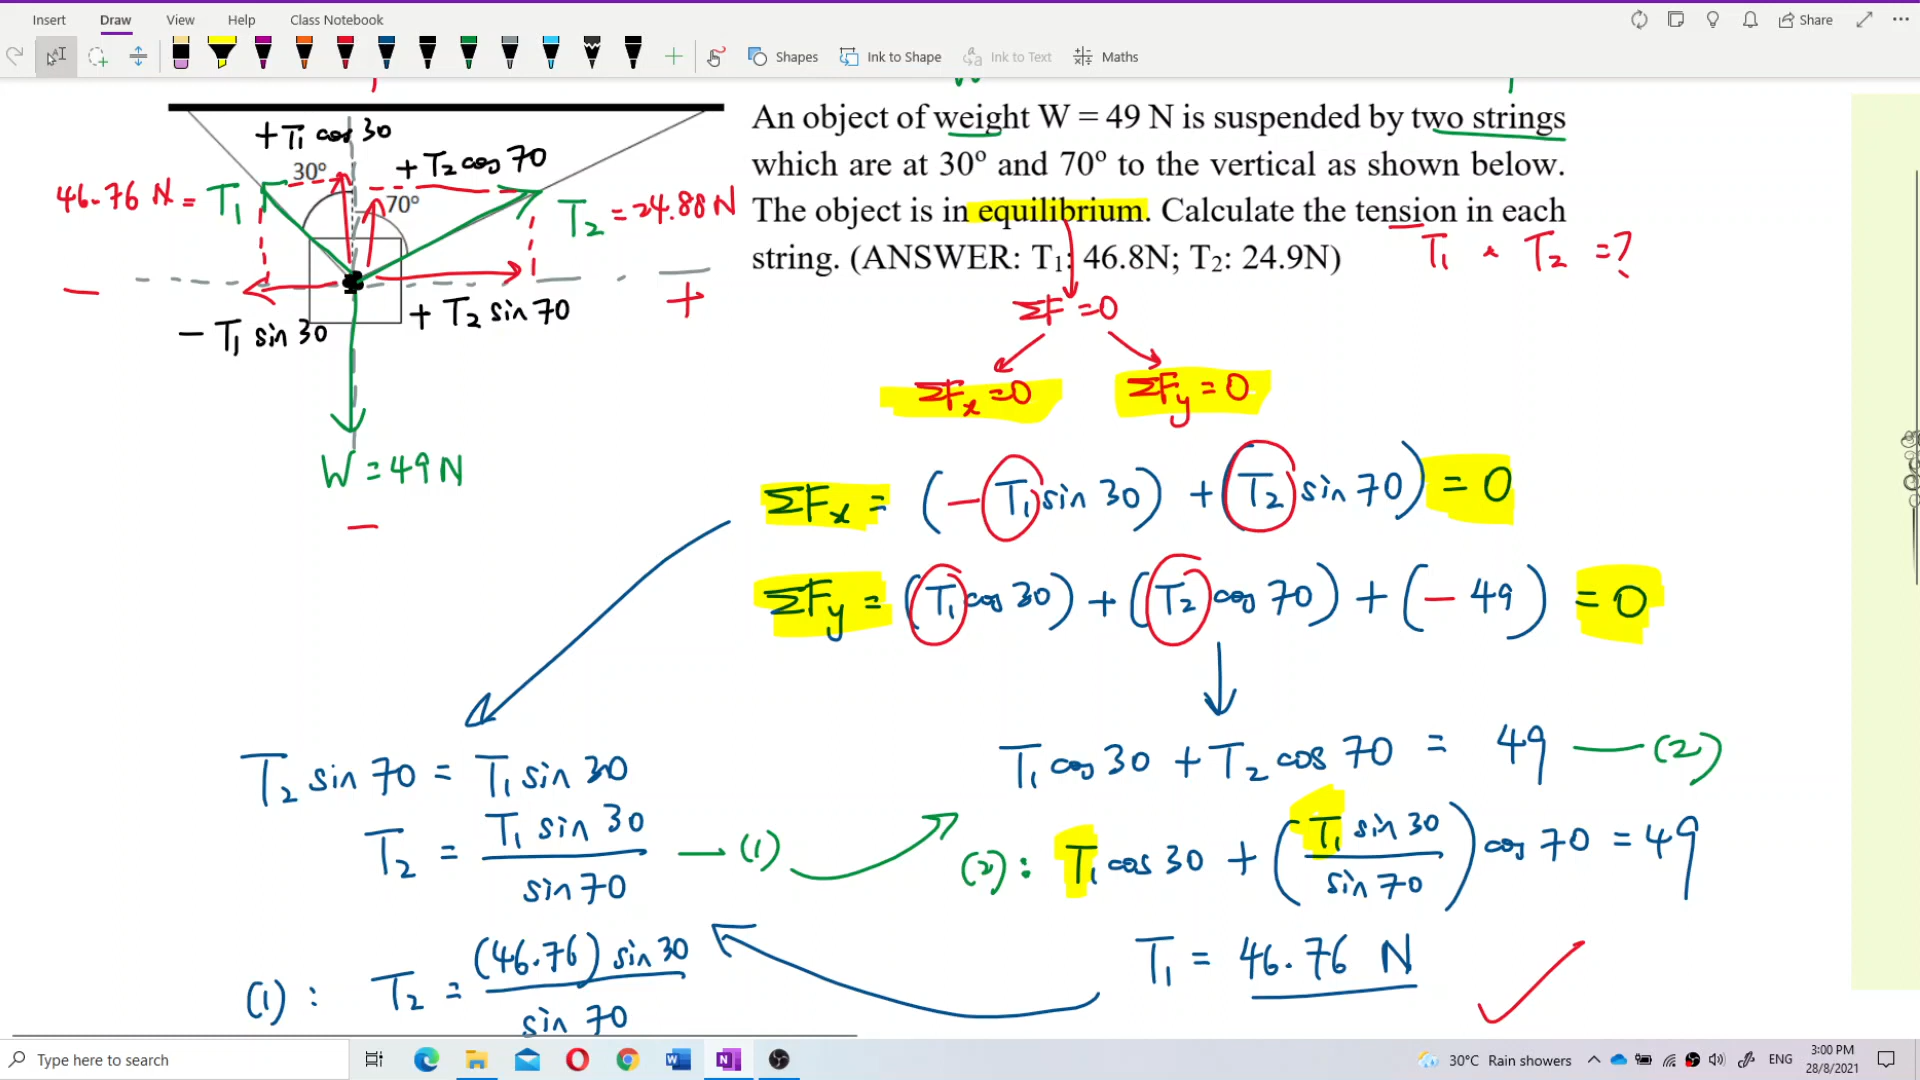 Insert Draw View Help Class Notebook Share
Shapes Ink to Shape Ink to Text Maths
An object of weight W = 49 N is suspended by two strings
which are at 30º and 70º to the vertical as shown below.
The object is in equilibrium. Calculate the tension in each
string. (ANSWER: T1: 46.8N; T2: 24.9N)
T1 & T2 = ?
+T1 cos 30
+ T2 cos 70
30º
70º
46.76 N = T1
T2 = 24.88 N
− +
− T1 sin 30
+ T2 sin 70
W = 49 N
−
ΣF = 0
ΣFx = 0 ΣFy = 0
ΣFx = (− T1 sin 30) + (T2 sin 70) = 0
ΣFy = (T1 cos 30) + (T2 cos 70) + (− 49) = 0
T2 sin 70 = T1 sin 30
T2 = T1 sin 30 / sin 70 — (1)
(1) : T2 = (46.76) sin 30 / sin 70
T1 cos 30 + T2 cos 70 = 49 — (2)
(2) : T1 cos 30 + (T1 sin 30 / sin 70) cos 70 = 49
T1 = 46.76 N
Type here to search
30°C Rain showers ENG 3:00 PM
28/8/2021